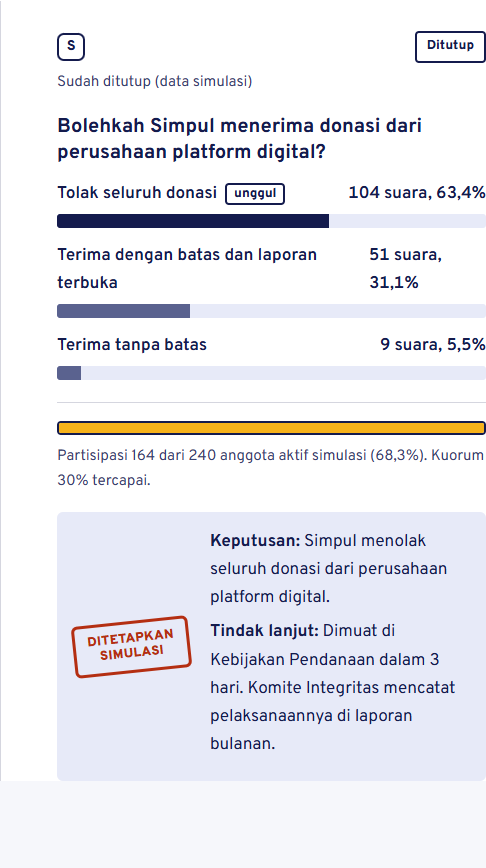 S
Ditutup
Sudah ditutup (data simulasi)
Bolehkah Simpul menerima donasi dari
perusahaan platform digital?
Tolak seluruh donasi unggul 104 suara, 63,4%
Terima dengan batas dan laporan
terbuka
51 suara,
31,1%
Terima tanpa batas 9 suara, 5,5%
Partisipasi 164 dari 240 anggota aktif simulasi (68,3%). Kuorum
30% tercapai.
DITETAPKAN
SIMULASI
Keputusan: Simpul menolak
seluruh donasi dari perusahaan
platform digital.
Tindak lanjut: Dimuat di
Kebijakan Pendanaan dalam 3
hari. Komite Integritas mencatat
pelaksanaannya di laporan
bulanan.